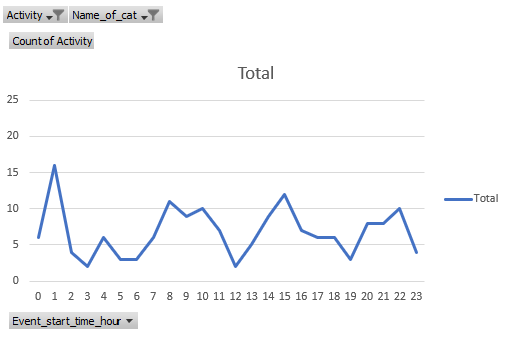 Activity Name_of_cat
Count of Activity
Total
25
20
15
10
5
0
0 1 2 3 4 5 6 7 8 9 10 11 12 13 14 15 16 17 18 19 20 21 22 23
Total
Event_start_time_hour